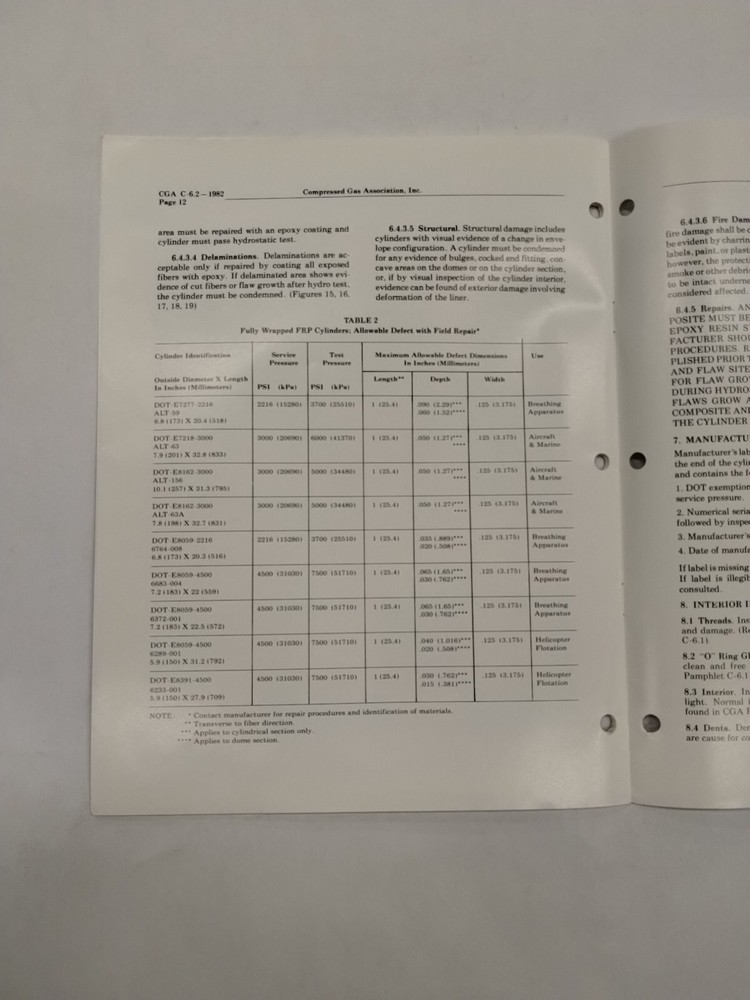 CGA C-6.2 — 1982
Compressed Gas Association, Inc.
Page 12
area must be repaired with an epoxy coating and
cylinder must pass hydrostatic test.
6.4.3.4 Delaminations. Delaminations are ac-
ceptable only if repaired by coating all exposed
fibers with epoxy. If delaminated area shows evi-
dence of cut fibers or flaw growth after hydro test,
the cylinder must be condemned. (Figures 15, 16,
17, 18, 19)
6.4.3.5 Structural. Structural damage includes
cylinders with visual evidence of a change in enve-
lope configuration. A cylinder must be condemned
for any evidence of bulges, cocked end fitting, con-
cave areas on the domes or on the cylinder section,
or, if by visual inspection of the cylinder interior,
evidence can be found of exterior damage involving
deformation of the liner.
TABLE 2
Fully Wrapped FRP Cylinders; Allowable Defect with Field Repair*
Cylinder Identification
Outside Diameter X Length
In Inches (Millimeters)
Service
Pressure
PSI (kPa)
Test
Pressure
PSI (kPa)
Maximum Allowable Defect Dimensions
In Inches (Millimeters)
Length** Depth Width
Use
DOT-E7277-2216 2216 (15280) 3700 (25510) 1 (25.4) .090 (2.29)*** .125 (3.175) Breathing
ALT-59 .060 (1.52)**** Apparatus
6.8 (173) X 20.4 (518)
DOT-E7218-3000 3000 (20690) 6000 (41370) 1 (25.4) .050 (1.27)*** .125 (3.175) Aircraft
ALT-63 **** & Marine
7.9 (201) X 32.8 (833)
DOT-E8162-3000 3000 (20690) 5000 (34480) 1 (25.4) .050 (1.27)*** .125 (3.175) Aircraft
ALT-156 **** & Marine
10.1 (257) X 31.3 (795)
DOT-E8162-3000 3000 (20690) 5000 (34480) 1 (25.4) .050 (1.27)*** .125 (3.175) Aircraft
ALT-63A **** & Marine
7.8 (198) X 32.7 (831)
DOT-E8059-2216 2216 (15280) 3700 (25510) 1 (25.4) .035 (.889)*** .125 (3.175) Breathing
6764-008 .020 (.508)**** Apparatus
6.8 (173) X 20.3 (516)
DOT-E8059-4500 4500 (31030) 7500 (51710) 1 (25.4) .065 (1.65)*** .125 (3.175) Breathing
6683-004 .030 (.762)**** Apparatus
7.2 (183) X 22 (559)
DOT-E8059-4500 4500 (31030) 7500 (51710) 1 (25.4) .065 (1.65)*** .125 (3.175) Breathing
6372-001 .030 (.762)**** Apparatus
7.2 (183) X 22.5 (572)
DOT-E8059-4500 4500 (31030) 7500 (51710) 1 (25.4) .040 (1.016)*** .125 (3.175) Helicopter
6289-001 .020 (.508)**** Flotation
5.9 (150) X 31.2 (792)
DOT-E8391-4500 4500 (31030) 7500 (51710) 1 (25.4) .030 (.762)*** .125 (3.175) Helicopter
6233-001 .015 (.381)**** Flotation
5.9 (150) X 27.9 (709)
NOTE: * Contact manufacturer for repair procedures and identification of materials.
** Transverse to fiber direction.
*** Applies to cylindrical section only.
**** Applies to dome section.
6.4.3.6 Fire Dam
fire damage shall be
be evident by charrin
labels, paint, or plast
however, the protect
smoke or other debri
to be intact underne
considered affected.
6.4.5 Repairs. AN
POSITE MUST BE
EPOXY RESIN S
FACTURER SHO
PROCEDURES. R
PLISHED PRIOR T
AND FLAW SITE
FOR FLAW GRO
DURING HYDRO
FLAWS GROW A
COMPOSITE AN
THE CYLINDER
7. MANUFACTU
Manufacturer's lab
the end of the cyli
and contains the f
1. DOT exemption
service pressure.
2. Numerical seria
followed by inspe
3. Manufacturer's
4. Date of manufa
If label is missing
If label is illegi
consulted.
8. INTERIOR I
8.1 Threads. Ins
and damage. (Re
C-6.1)
8.2 "O" Ring Gl
clean and free
Pamphlet C-6.1
8.3 Interior. In
light. Normal
found in CGA
8.4 Dents. Den
are cause for co